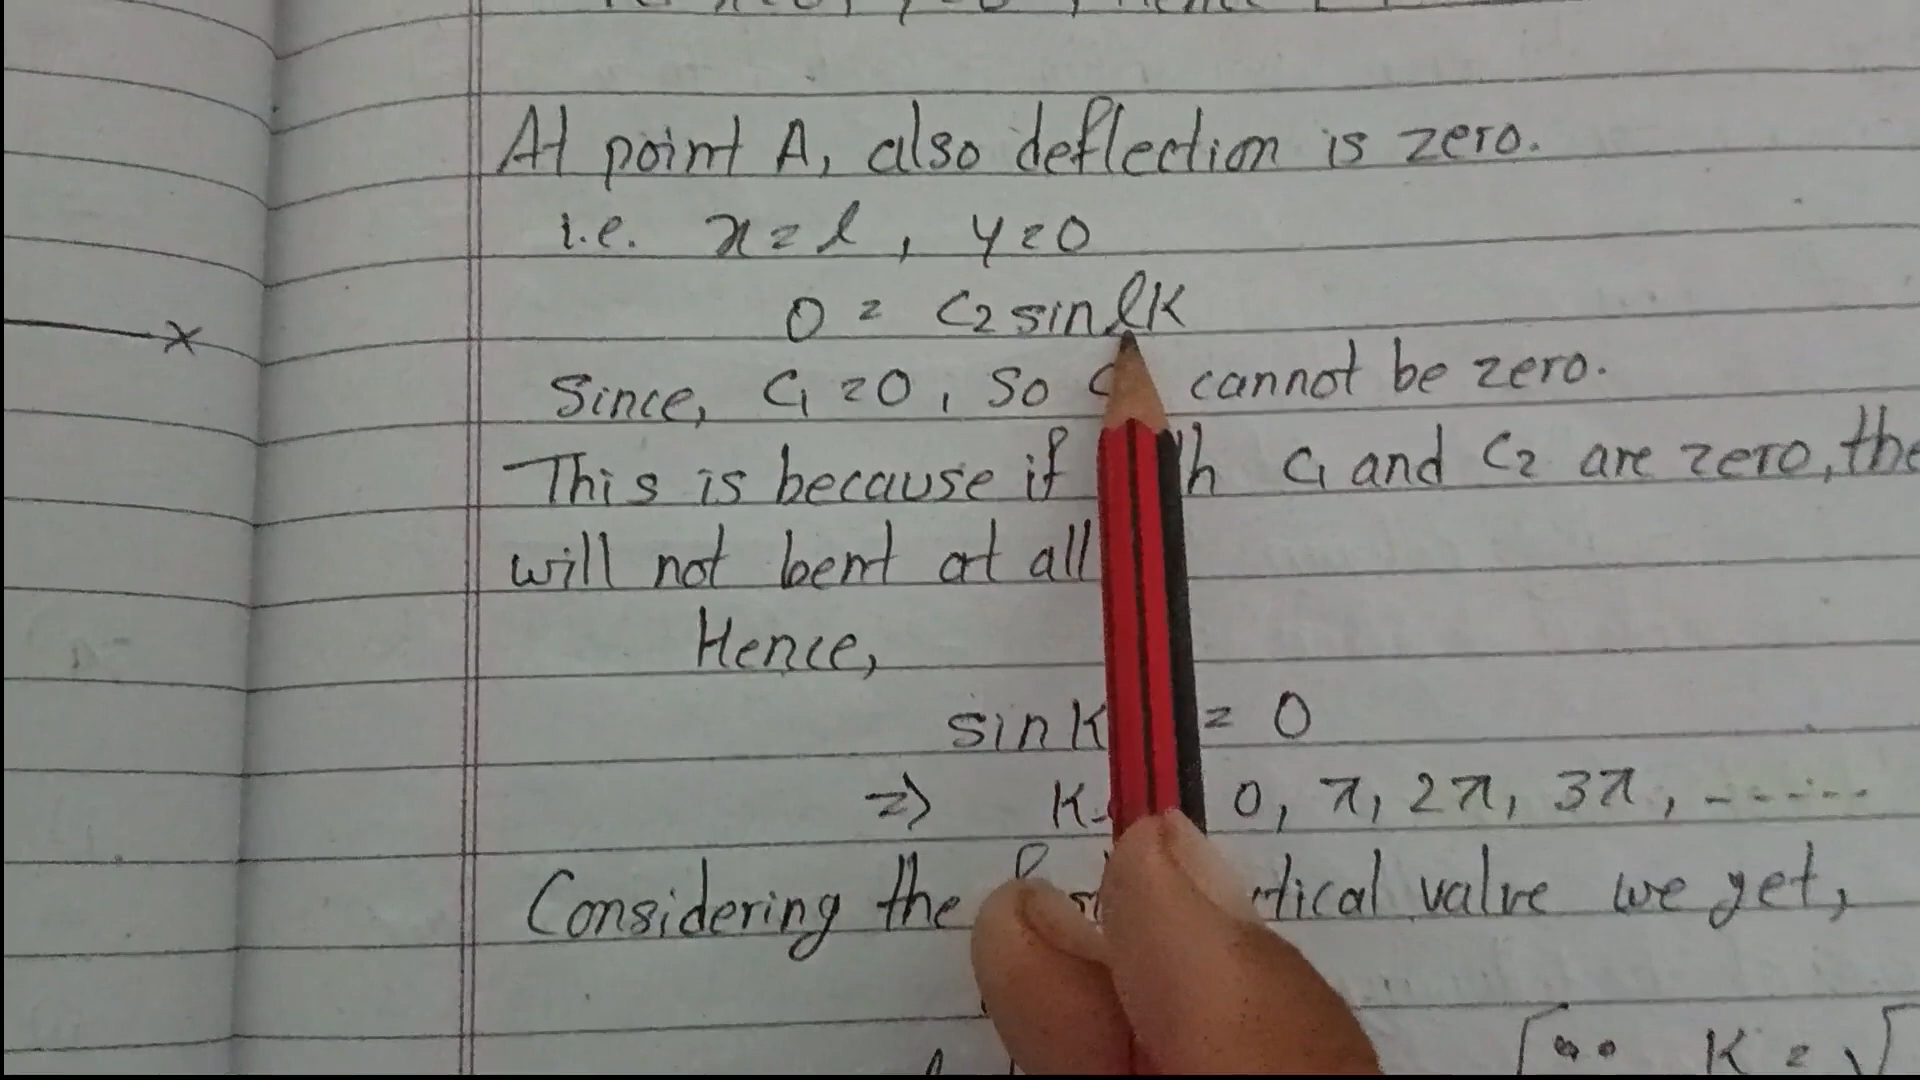 At point A, also deflection is zero.
i.e. x = l, y = 0
0 = C2 sin lK
Since, C1 = 0, So cannot be zero.
This is because if C1 and C2 are zero, the
will not bent at all
Hence,
sin K = 0
=> K 0, π, 2π, 3π, ------
Considering the value we get,
K = √